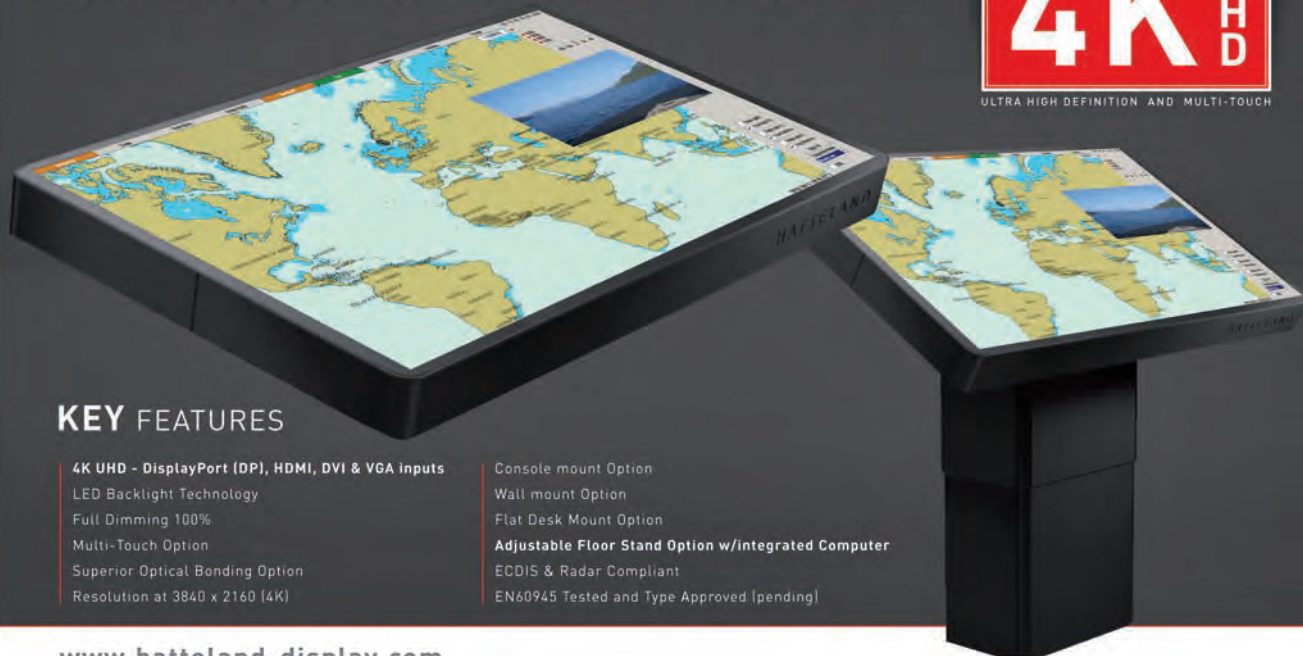 4K
HD
ULTRA HIGH DEFINITION AND MULTI-TOUCH
HATTELAND
HATTELAND
KEY FEATURES
4K UHD - DisplayPort (DP), HDMI, DVI & VGA inputs
LED Backlight Technology
Full Dimming 100%
Multi-Touch Option
Superior Optical Bonding Option
Resolution at 3840 x 2160 (4K)
Console mount Option
Wall mount Option
Flat Desk Mount Option
Adjustable Floor Stand Option w/integrated Computer
ECDIS & Radar Compliant
EN60945 Tested and Type Approved (pending)
www.hatteland-display.com